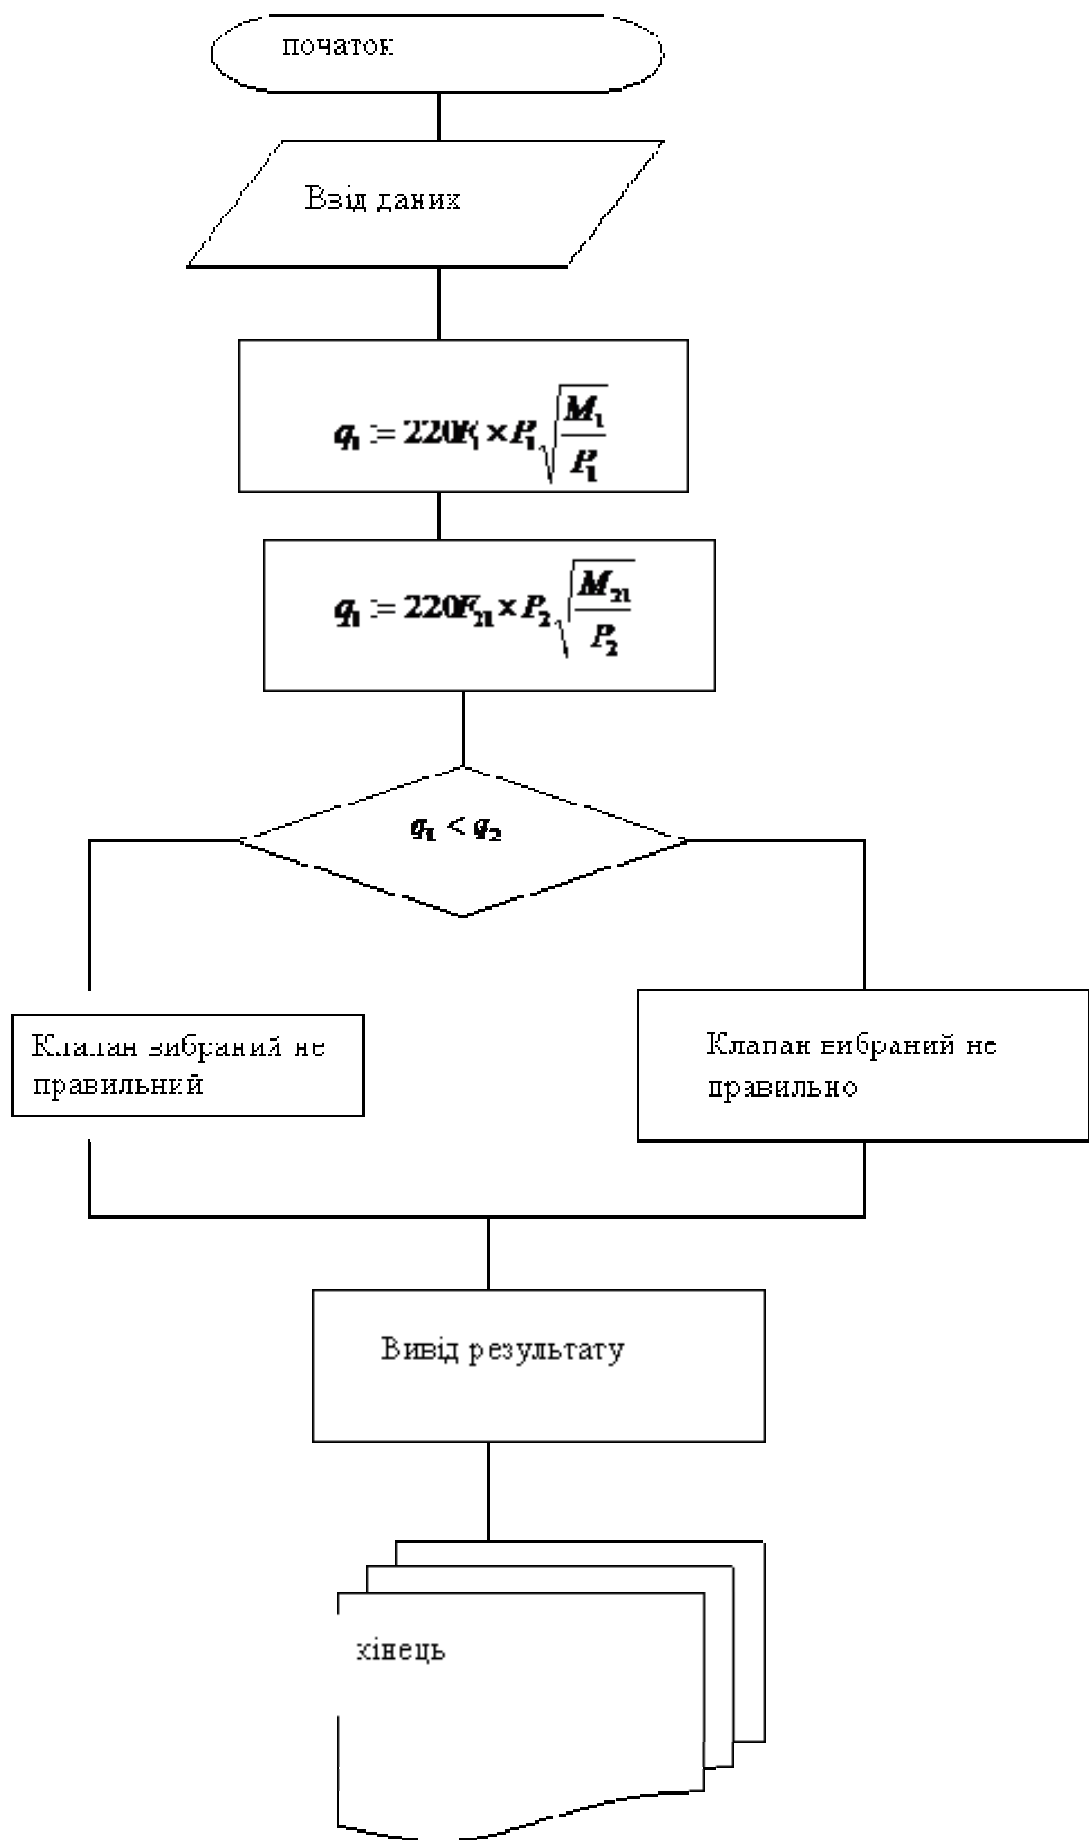 початок
Ввід даних
q₁ := 220F₁ × P₁ √(M₁ / P₁)
q₁ := 220F₂₁ × P₂ √(M₂₁ / P₂)
q₁ < q₂
Клапан вибраний не
правильний
Клапан вибраний не
правильно
Вивід результату
кінець